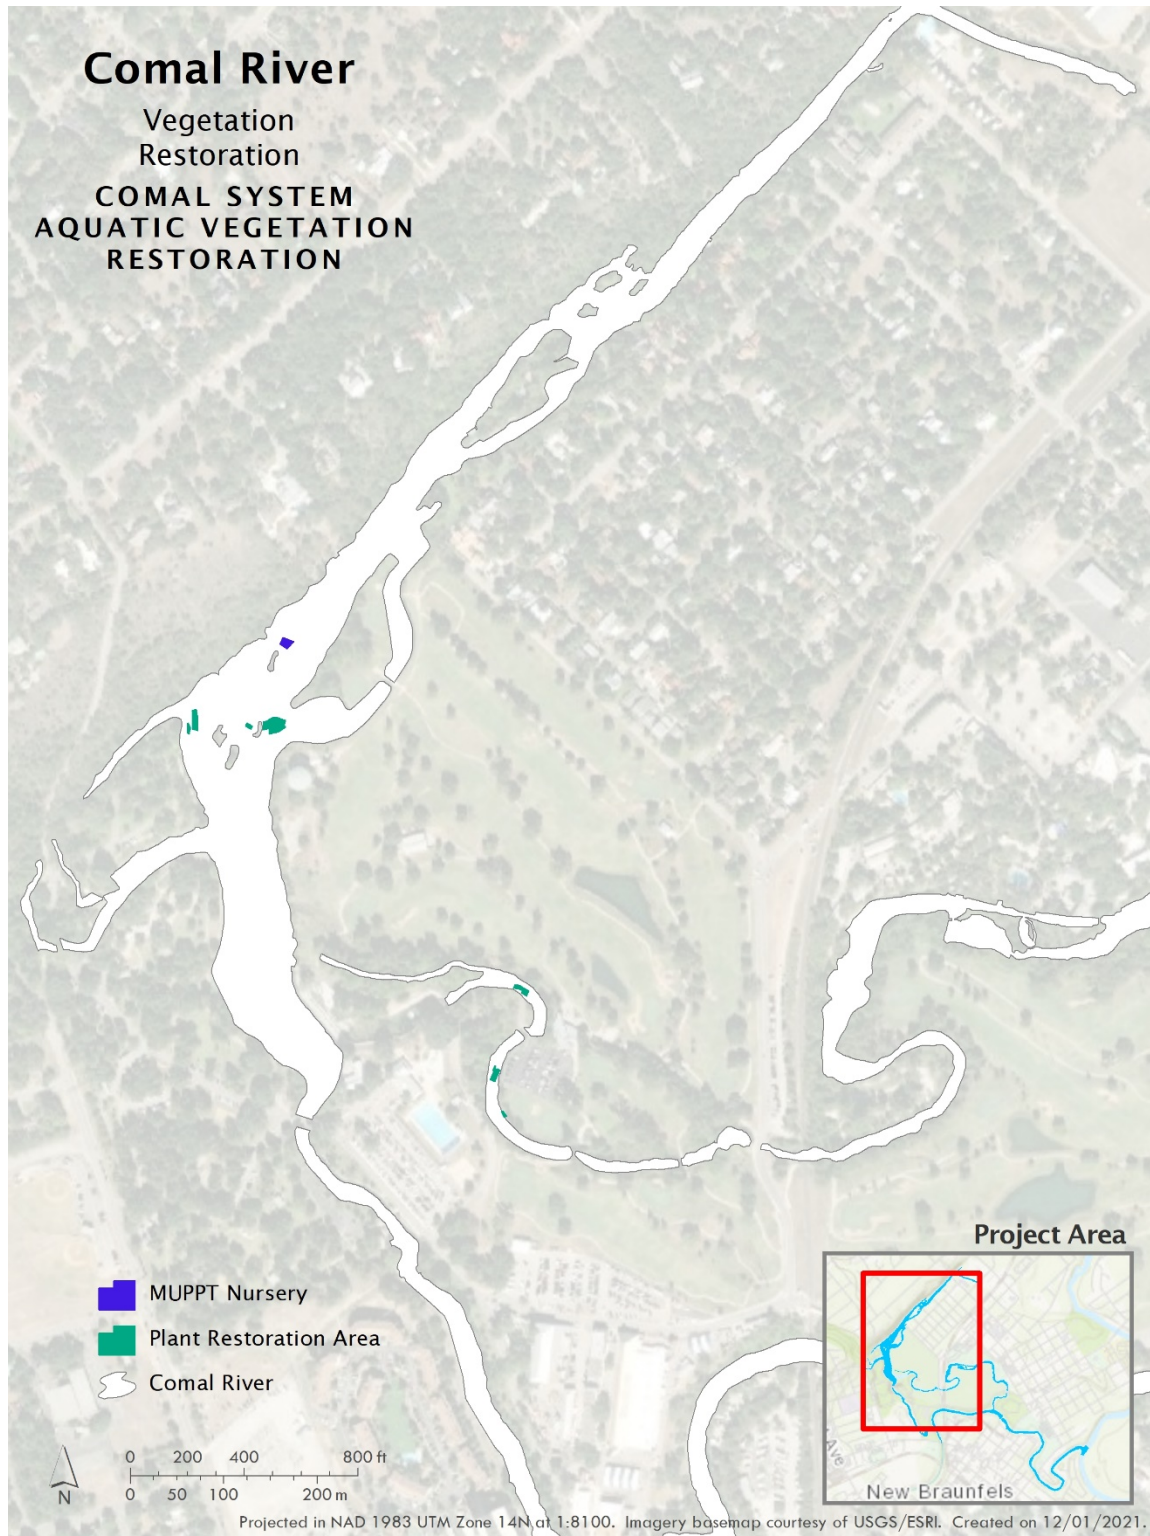 Comal River
Vegetation
Restoration
COMAL SYSTEM
AQUATIC VEGETATION
RESTORATION
Project Area
MUPPT Nursery
Plant Restoration Area
Comal River
0 200 400 800 ft
0 50 100 200 m
N
Ave
New Braunfels
Projected in NAD 1983 UTM Zone 14N at 1:8100. Imagery basemap courtesy of USGS/ESRI. Created on 12/01/2021.